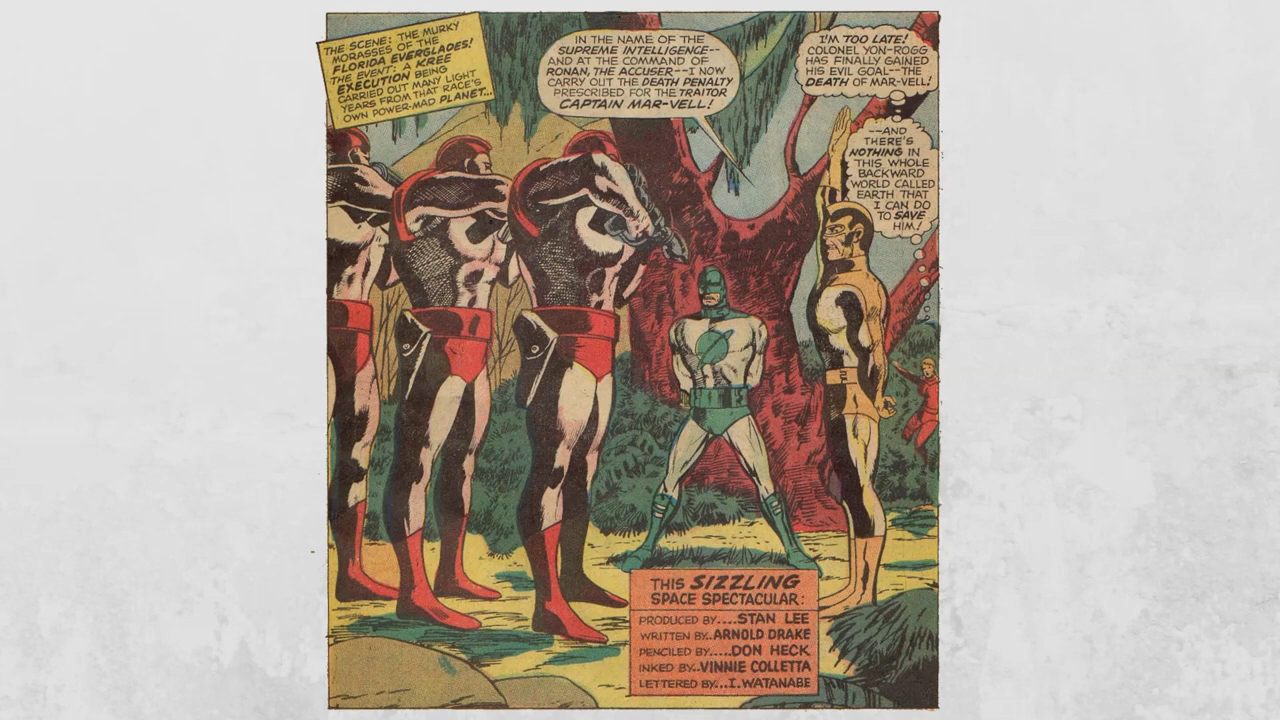 THE SCENE: THE MURKY
MORASSES OF THE
FLORIDA EVERGLADES!
THE EVENT: A KREE
EXECUTION BEING
CARRIED OUT MANY LIGHT
YEARS FROM THAT RACE'S
OWN POWER-MAD PLANET...
IN THE NAME OF THE
SUPREME INTELLIGENCE--
AND AT THE COMMAND OF
RONAN, THE ACCUSER--I NOW
CARRY OUT THE DEATH PENALTY
PRESCRIBED FOR THE TRAITOR
CAPTAIN MAR-VELL!
I'M TOO LATE!
COLONEL YON-ROGG
HAS FINALLY GAINED
HIS EVIL GOAL--THE
DEATH OF MAR-VELL!
--AND
THERE'S
NOTHING IN
THIS WHOLE
BACKWARD
WORLD CALLED
EARTH THAT
I CAN DO
TO SAVE
HIM!
THIS SIZZLING
SPACE SPECTACULAR:
PRODUCED BY....STAN LEE
WRITTEN BY..ARNOLD DRAKE
PENCILED BY.....DON HECK
INKED BY..VINNIE COLLETTA
LETTERED BY...I. WATANABE